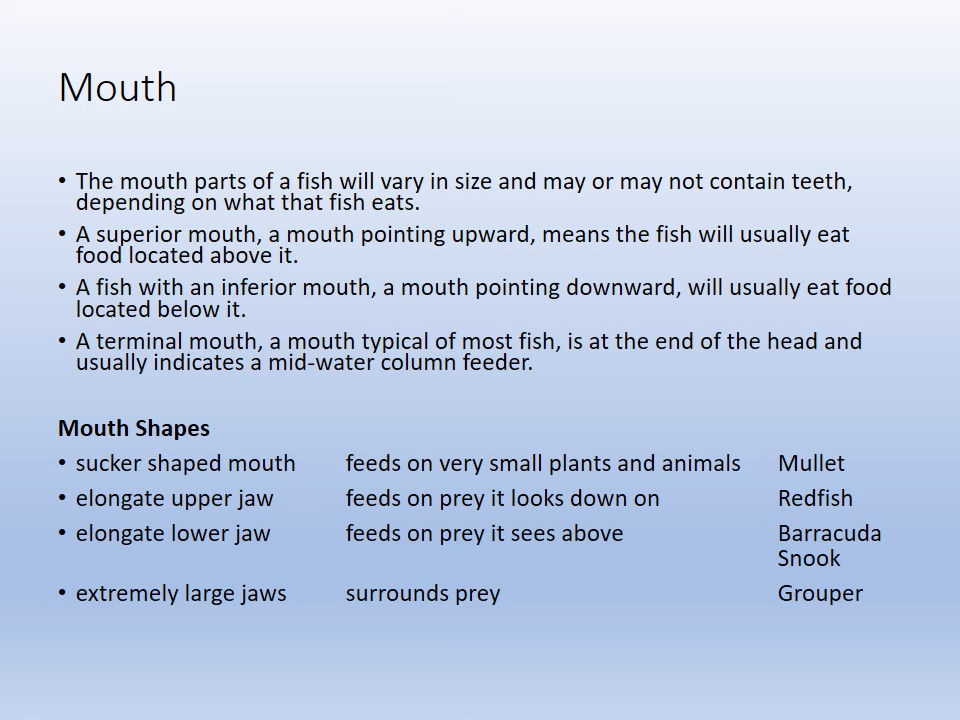 Mouth
• The mouth parts of a fish will vary in size and may or may not contain teeth,
depending on what that fish eats.
• A superior mouth, a mouth pointing upward, means the fish will usually eat
food located above it.
• A fish with an inferior mouth, a mouth pointing downward, will usually eat food
located below it.
• A terminal mouth, a mouth typical of most fish, is at the end of the head and
usually indicates a mid-water column feeder.
Mouth Shapes
• sucker shaped mouth feeds on very small plants and animals Mullet
• elongate upper jaw feeds on prey it looks down on Redfish
• elongate lower jaw feeds on prey it sees above Barracuda
Snook
• extremely large jaws surrounds prey Grouper